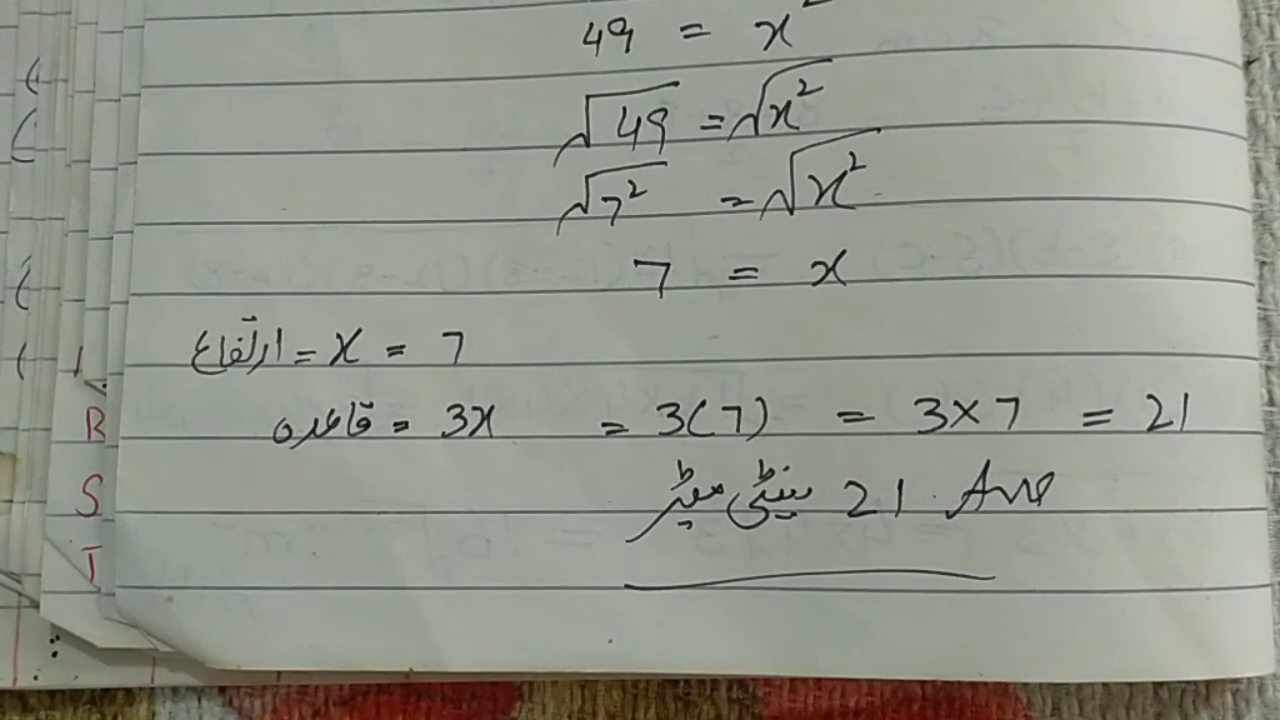 49 = x²
√49 = √x²
√7² = √x²
7 = x
ارتفاع = x = 7
قاعدہ = 3x = 3(7) = 3×7 = 21
21 سینٹی میٹر Ans
R
S
T